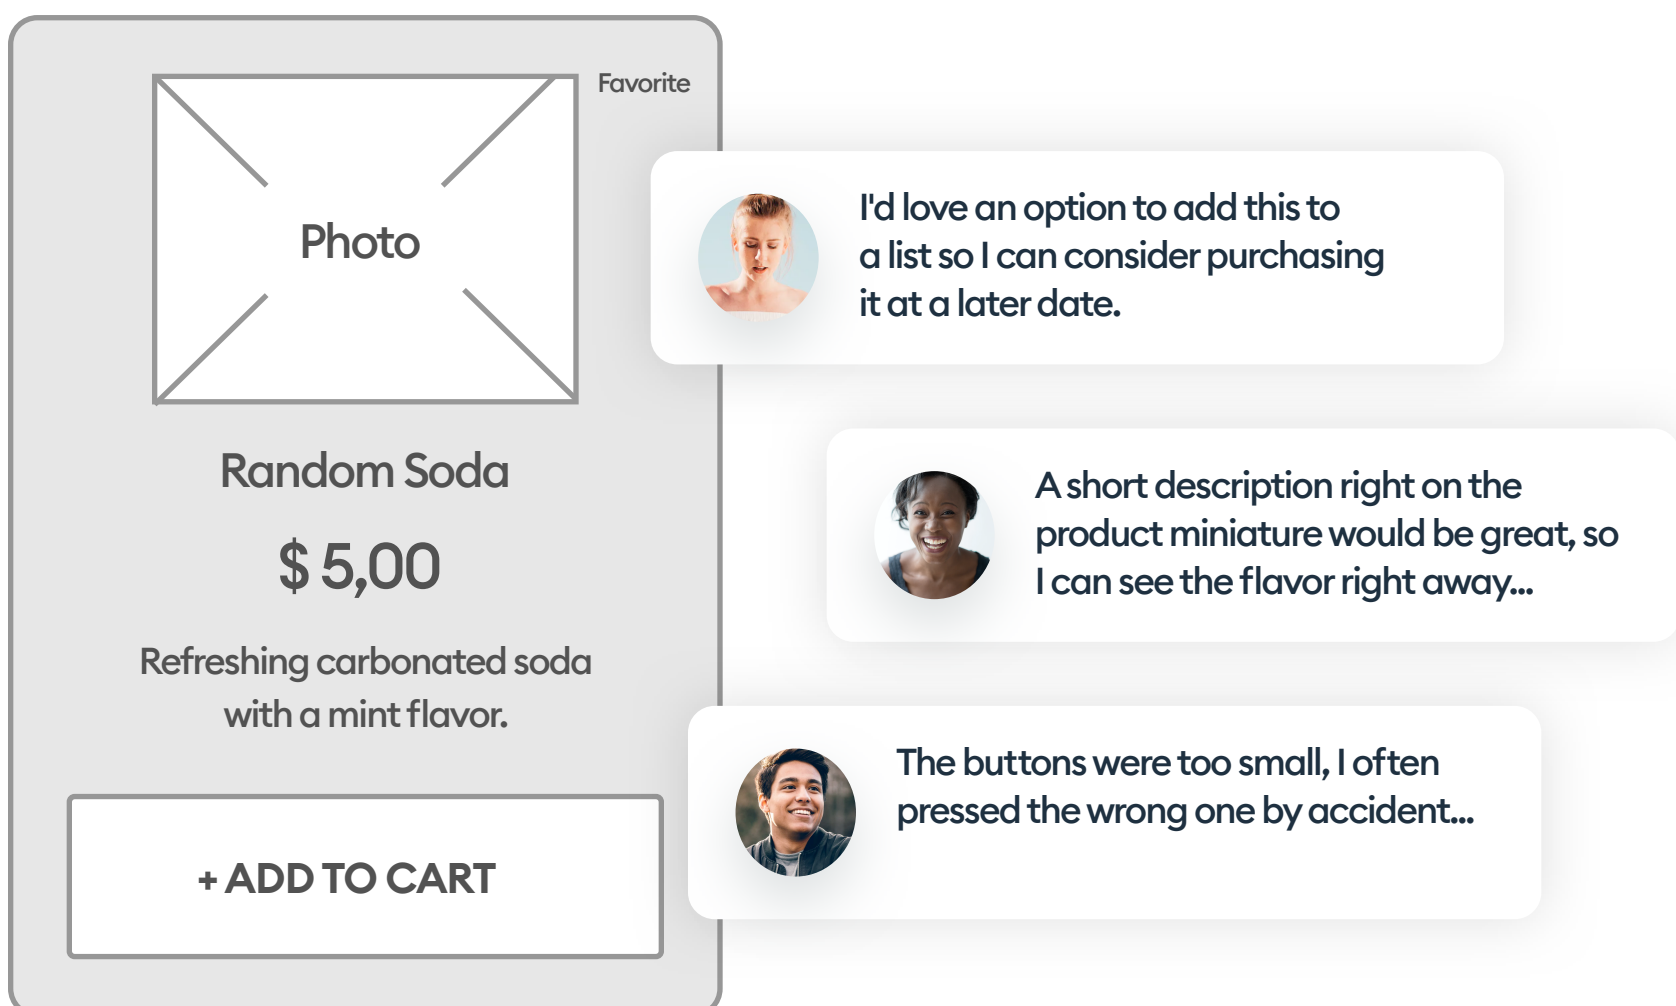 Favorite
Photo
Random Soda
$ 5,00
Refreshing carbonated soda
with a mint flavor.
+ ADD TO CART
I'd love an option to add this to
a list so I can consider purchasing
it at a later date.
A short description right on the
product miniature would be great, so
I can see the flavor right away...
The buttons were too small, I often
pressed the wrong one by accident...